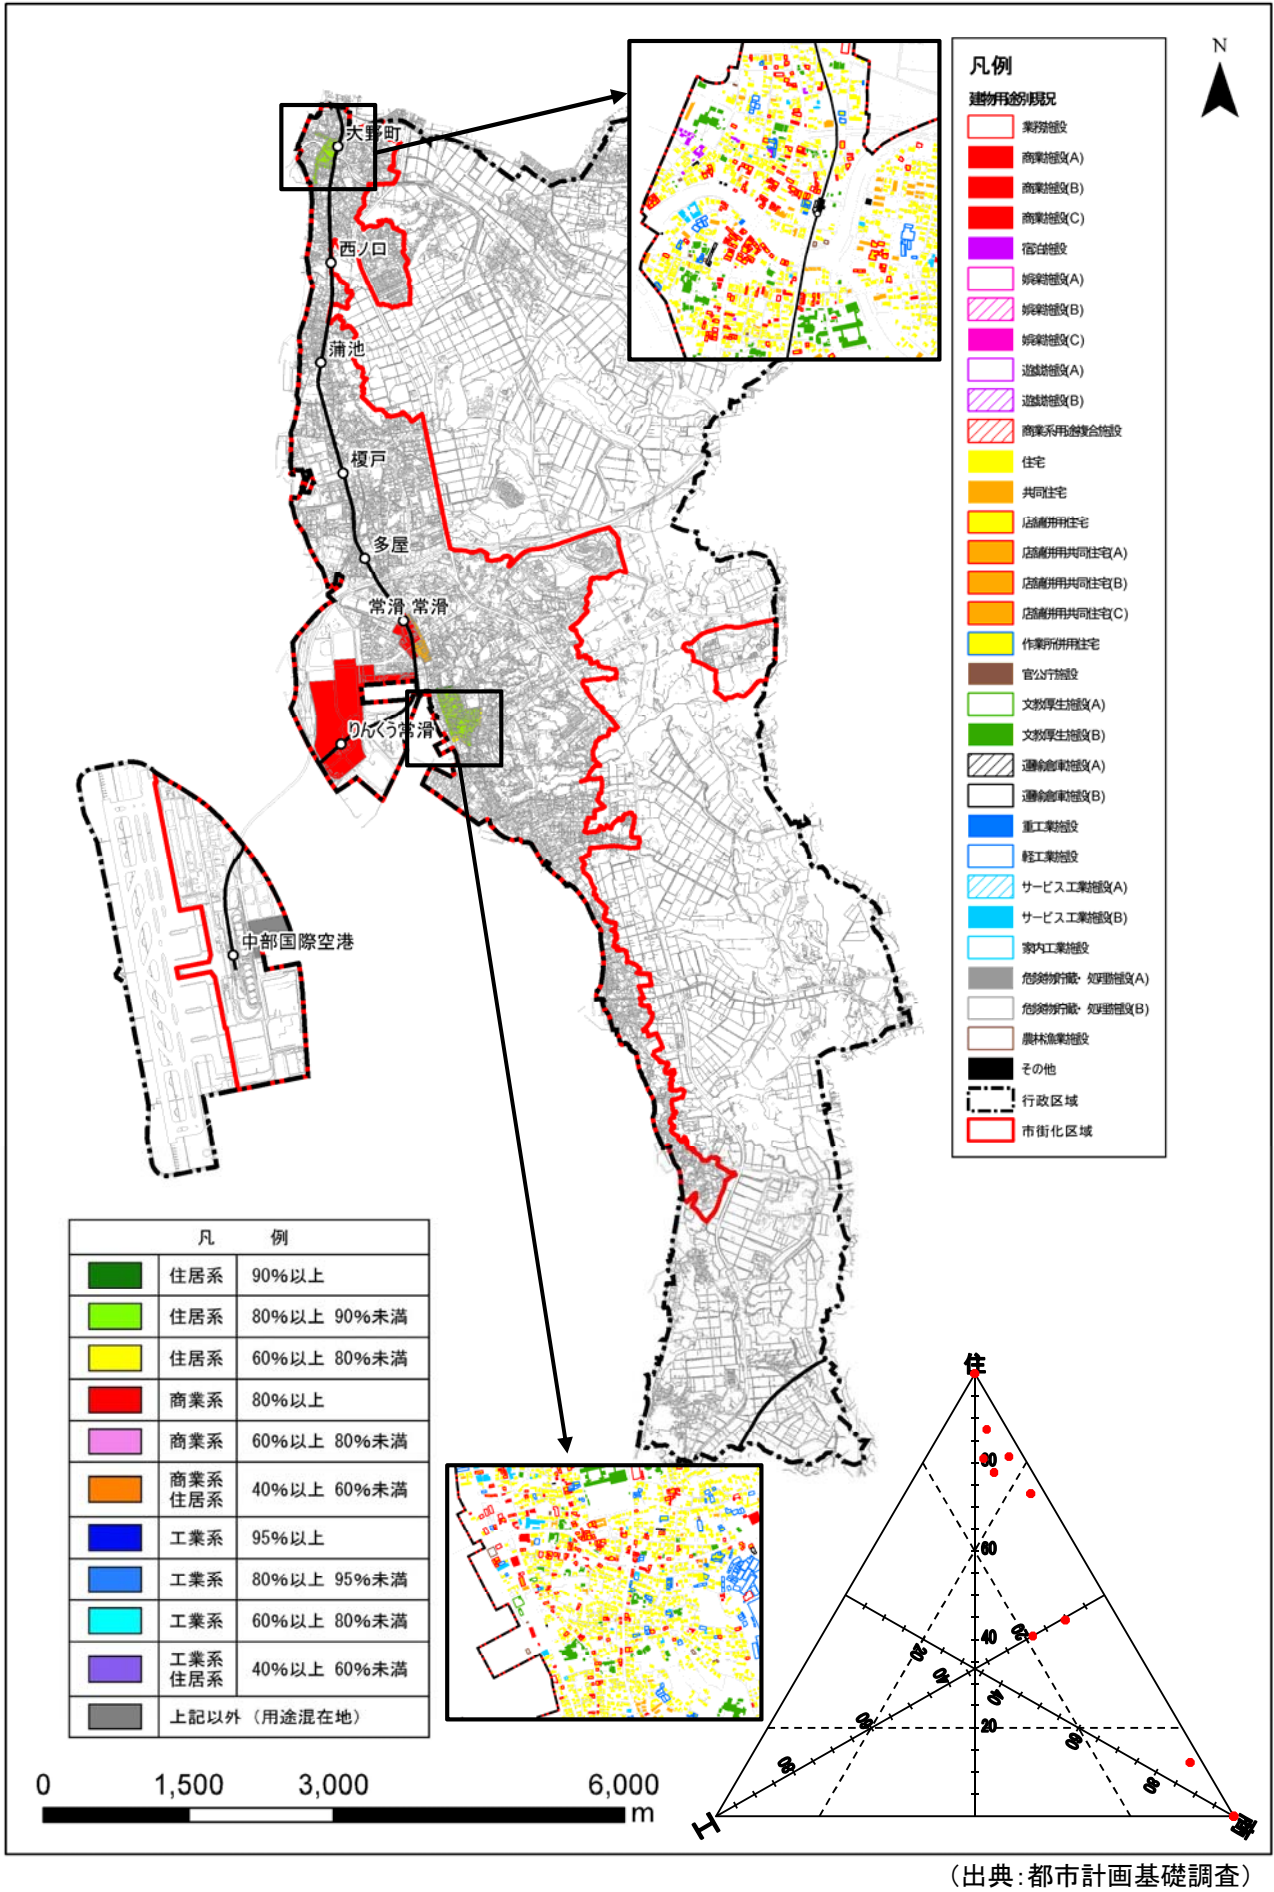 N
凡例
建物用途別現況
業務施設
商業施設(A)
商業施設(B)
商業施設(C)
宿泊施設
娯楽施設(A)
娯楽施設(B)
娯楽施設(C)
遊戯施設(A)
遊戯施設(B)
商業系用途複合施設
住宅
共同住宅
店舗併用住宅
店舗併用共同住宅(A)
店舗併用共同住宅(B)
店舗併用共同住宅(C)
作業所併用住宅
官公庁施設
文教厚生施設(A)
文教厚生施設(B)
運輸倉庫施設(A)
運輸倉庫施設(B)
重工業施設
軽工業施設
サービス工業施設(A)
サービス工業施設(B)
家内工業施設
危険物貯蔵・処理施設(A)
危険物貯蔵・処理施設(B)
農林漁業施設
その他
行政区域
市街化区域
大野町
西ノ口
蒲池
榎戸
多屋
常滑 常滑
りんくう常滑
中部国際空港
凡 例
住居系 90%以上
住居系 80%以上 90%未満
住居系 60%以上 80%未満
商業系 80%以上
商業系 60%以上 80%未満
商業系
住居系 40%以上 60%未満
工業系 95%以上
工業系 80%以上 95%未満
工業系 60%以上 80%未満
工業系
住居系 40%以上 60%未満
上記以外（用途混在地）
0 1,500 3,000 6,000
m
住
80
60
40
20
20
40
60
80
20
40
60
80
工
商
（出典：都市計画基礎調査）